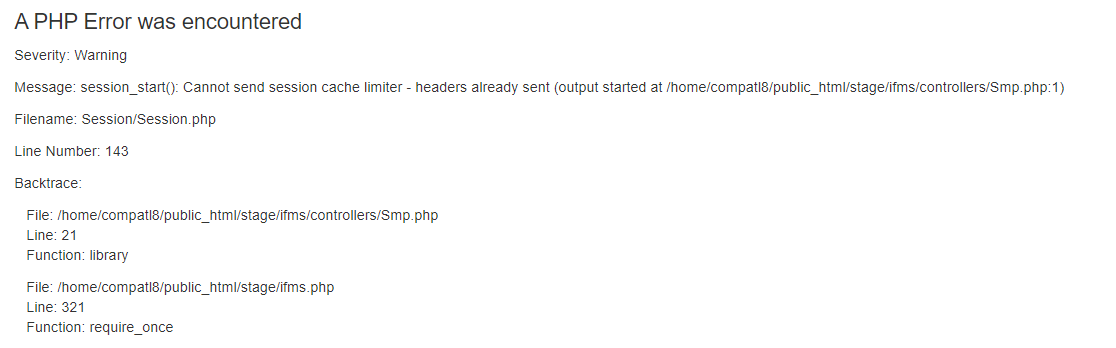 A PHP Error was encountered
Severity: Warning
Message: session_start(): Cannot send session cache limiter - headers already sent (output started at /home/compatl8/public_html/stage/ifms/controllers/Smp.php:1)
Filename: Session/Session.php
Line Number: 143
Backtrace:
File: /home/compatl8/public_html/stage/ifms/controllers/Smp.php
Line: 21
Function: library
File: /home/compatl8/public_html/stage/ifms.php
Line: 321
Function: require_once